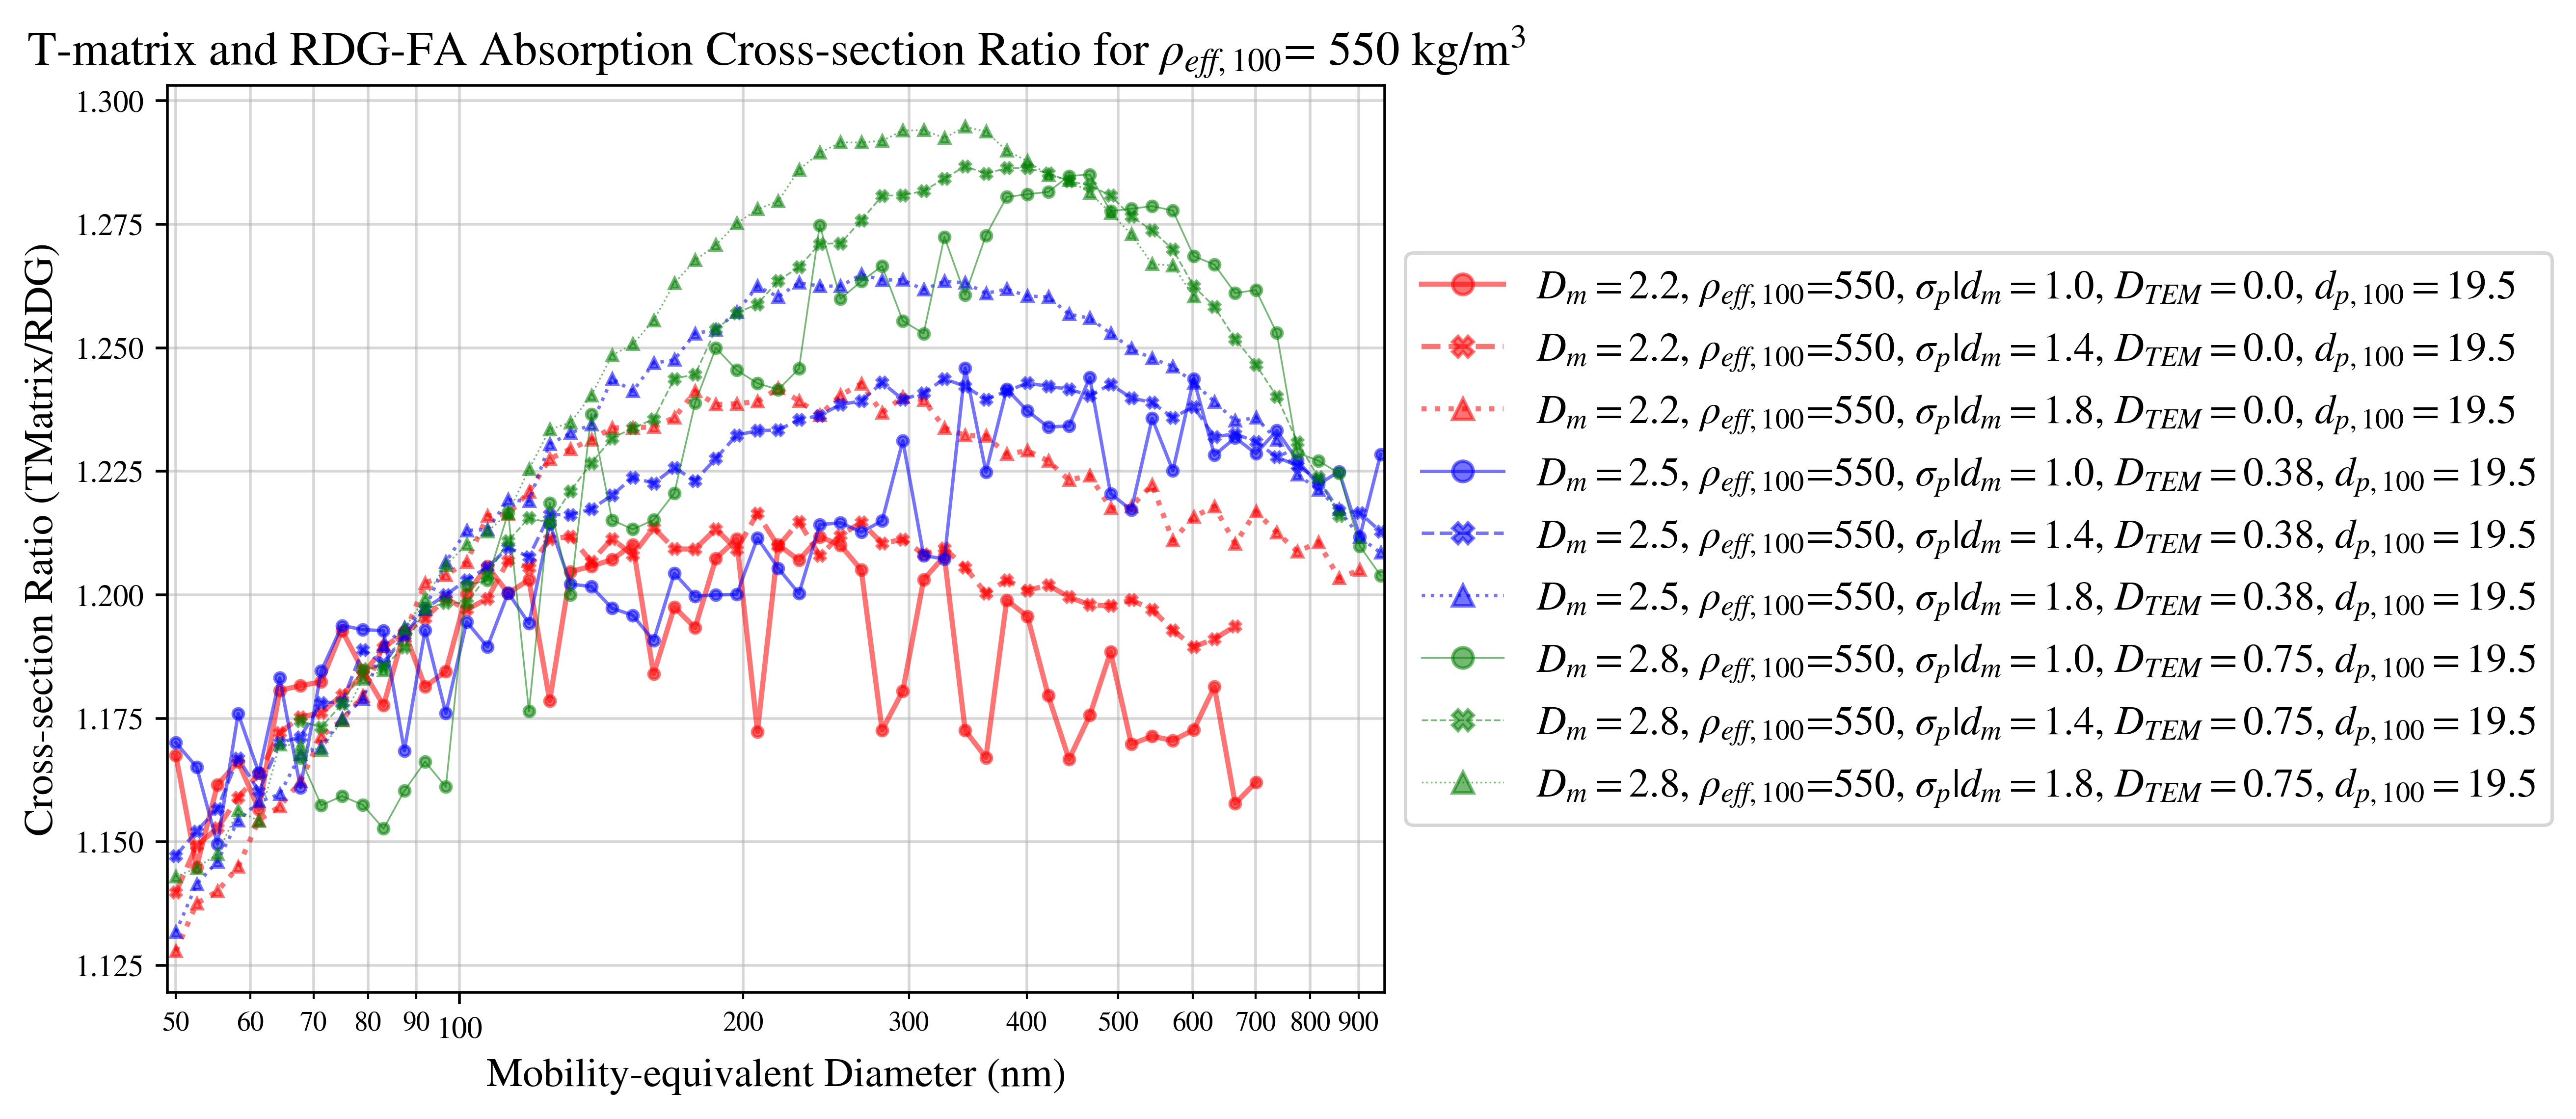 T-matrix and RDG-FA Absorption Cross-section Ratio for ρeff,100= 550 kg/m³
Cross-section Ratio (TMatrix/RDG)
1.300
1.275
1.250
1.225
1.200
1.175
1.150
1.125
50 60 70 80 90 100 200 300 400 500 600 700 800 900
Mobility-equivalent Diameter (nm)
Dm = 2.2, ρeff,100=550, σp|dm = 1.0, DTEM = 0.0, dp,100 = 19.5
Dm = 2.2, ρeff,100=550, σp|dm = 1.4, DTEM = 0.0, dp,100 = 19.5
Dm = 2.2, ρeff,100=550, σp|dm = 1.8, DTEM = 0.0, dp,100 = 19.5
Dm = 2.5, ρeff,100=550, σp|dm = 1.0, DTEM = 0.38, dp,100 = 19.5
Dm = 2.5, ρeff,100=550, σp|dm = 1.4, DTEM = 0.38, dp,100 = 19.5
Dm = 2.5, ρeff,100=550, σp|dm = 1.8, DTEM = 0.38, dp,100 = 19.5
Dm = 2.8, ρeff,100=550, σp|dm = 1.0, DTEM = 0.75, dp,100 = 19.5
Dm = 2.8, ρeff,100=550, σp|dm = 1.4, DTEM = 0.75, dp,100 = 19.5
Dm = 2.8, ρeff,100=550, σp|dm = 1.8, DTEM = 0.75, dp,100 = 19.5